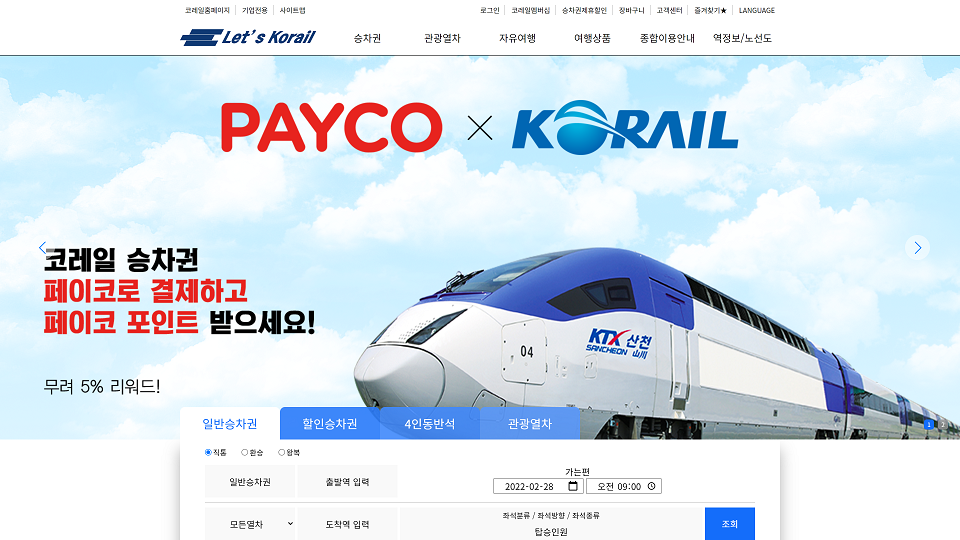 코레일홈페이지 기업전용 사이트맵
로그인 코레일멤버십 승차권제휴할인 장바구니 고객센터 즐겨찾기★ LANGUAGE
Let's Korail 승차권 관광열차 자유여행 여행상품 종합이용안내 역정보/노선도
PAYCO × KORAIL
코레일 승차권
페이코로 결제하고
페이코 포인트 받으세요!
무려 5% 리워드!
KTX 산천
SANCHEON 山川
04
1 2
일반승차권 할인승차권 4인동반석 관광열차
직통 환승 왕복
일반승차권 출발역 입력
가는편
2022-02-28 오전 09:00
모든열차 도착역 입력
좌석분류 / 좌석방향 / 좌석종류
탑승인원
조회